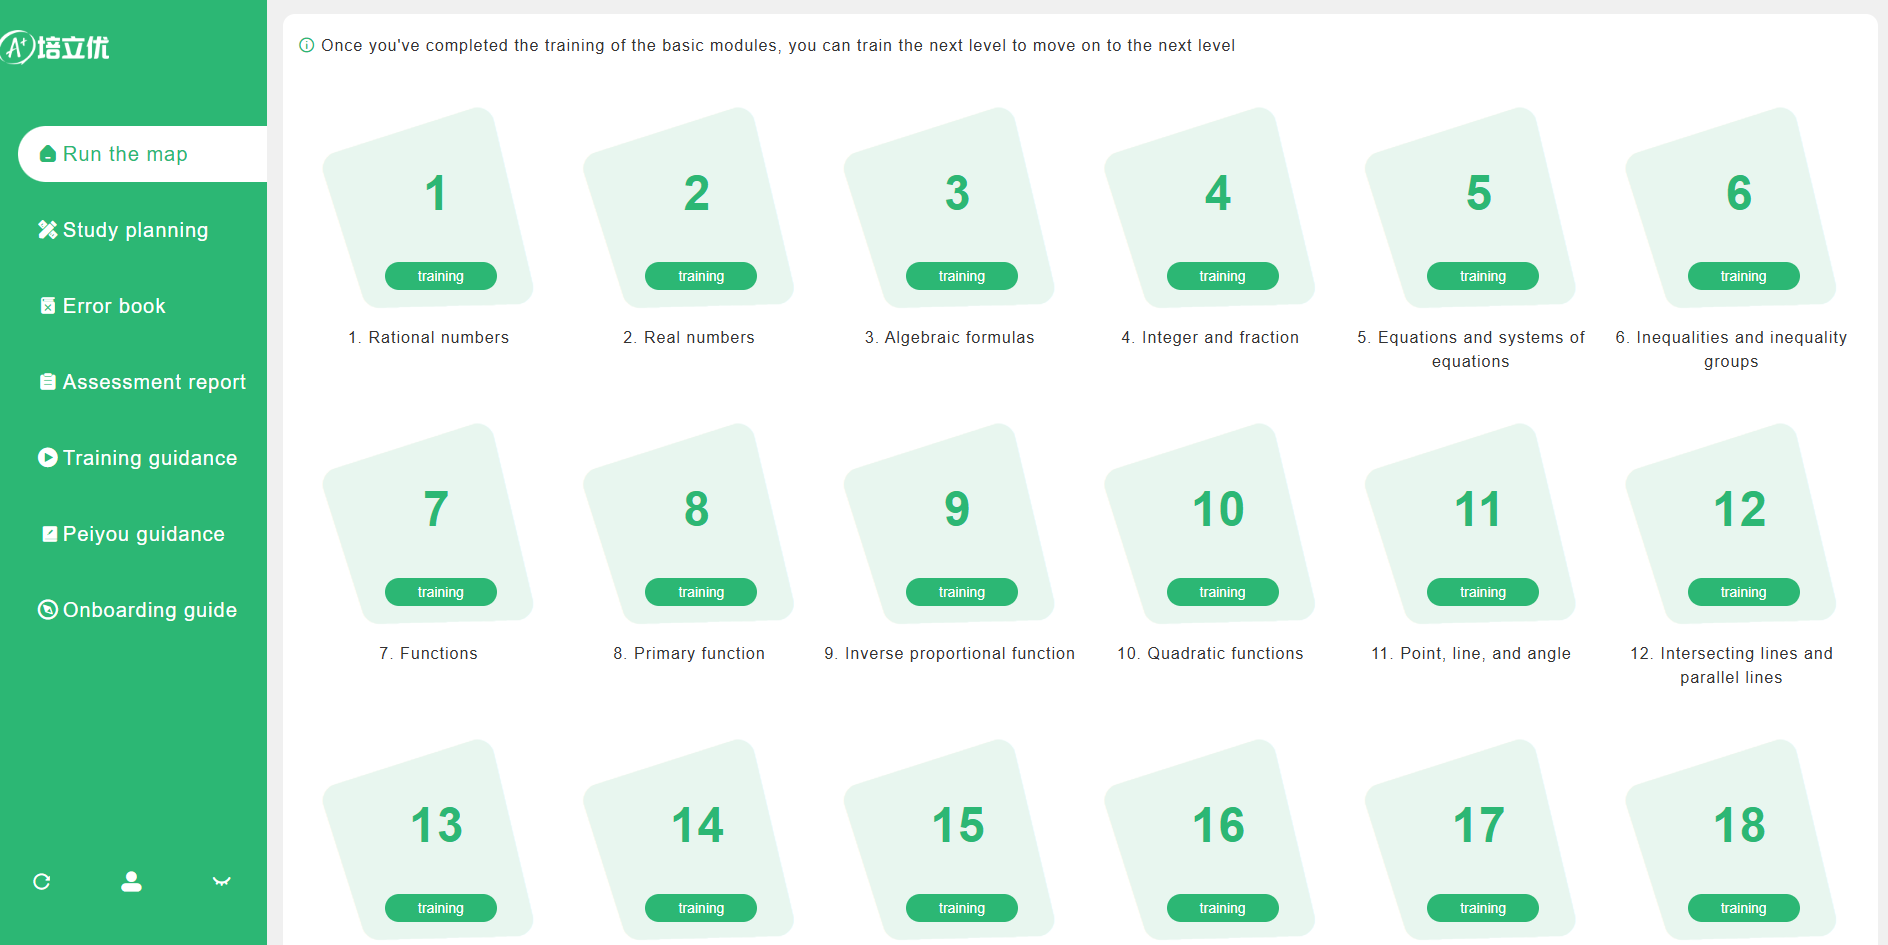 A+培立优
Once you've completed the training of the basic modules, you can train the next level to move on to the next level
Run the map
Study planning
Error book
Assessment report
Training guidance
Peiyou guidance
Onboarding guide
1
training
1. Rational numbers
2
training
2. Real numbers
3
training
3. Algebraic formulas
4
training
4. Integer and fraction
5
training
5. Equations and systems of
equations
6
training
6. Inequalities and inequality
groups
7
training
7. Functions
8
training
8. Primary function
9
training
9. Inverse proportional function
10
training
10. Quadratic functions
11
training
11. Point, line, and angle
12
training
12. Intersecting lines and
parallel lines
13
training
14
training
15
training
16
training
17
training
18
training